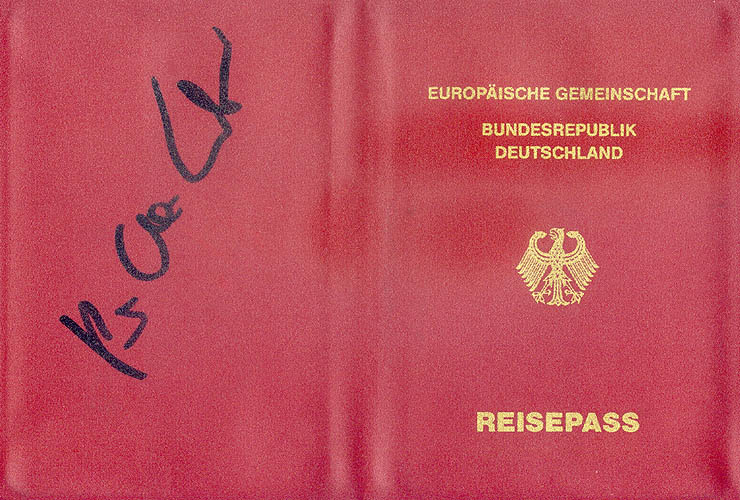 EUROPÄISCHE GEMEINSCHAFT
BUNDESREPUBLIK
DEUTSCHLAND
REISEPASS